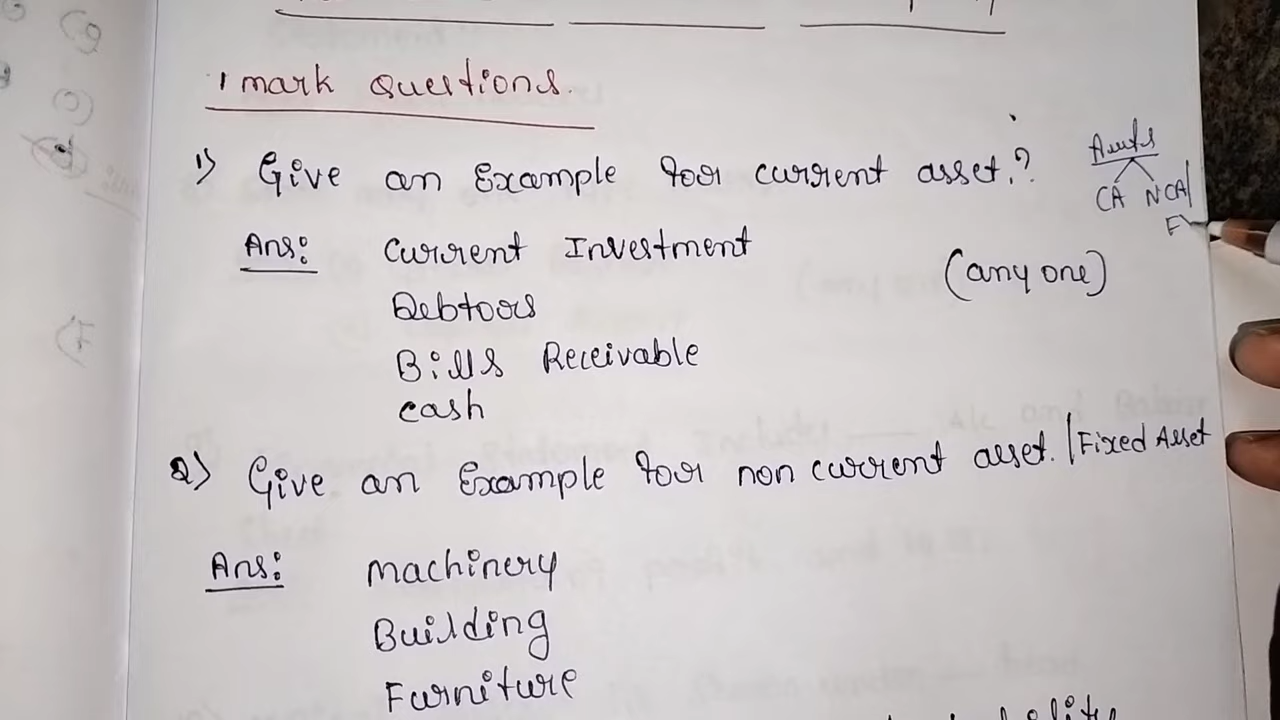 1 mark Questions.
1) Give an Example for current asset.?
Assets
CA NCA/
F
Ans: Current Investment
(any one)
Debtors
Bills Receivable
cash
2) Give an Example for non current asset. | Fixed Asset
Ans: Machinery
Building
Furniture